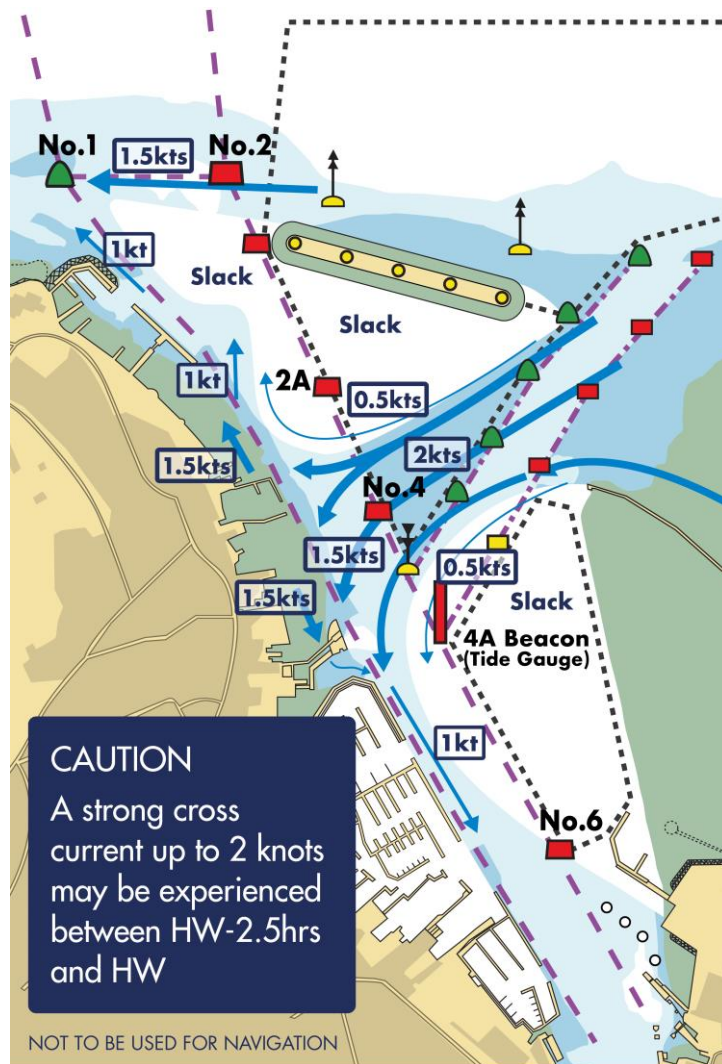 No.1
1.5kts
No.2
1kt
Slack
Slack
1kt
2A
0.5kts
1.5kts
2kts
No.4
1.5kts
0.5kts
1.5kts
Slack
4A Beacon
(Tide Gauge)
1kt
No.6
CAUTION
A strong cross
current up to 2 knots
may be experienced
between HW-2.5hrs
and HW
NOT TO BE USED FOR NAVIGATION